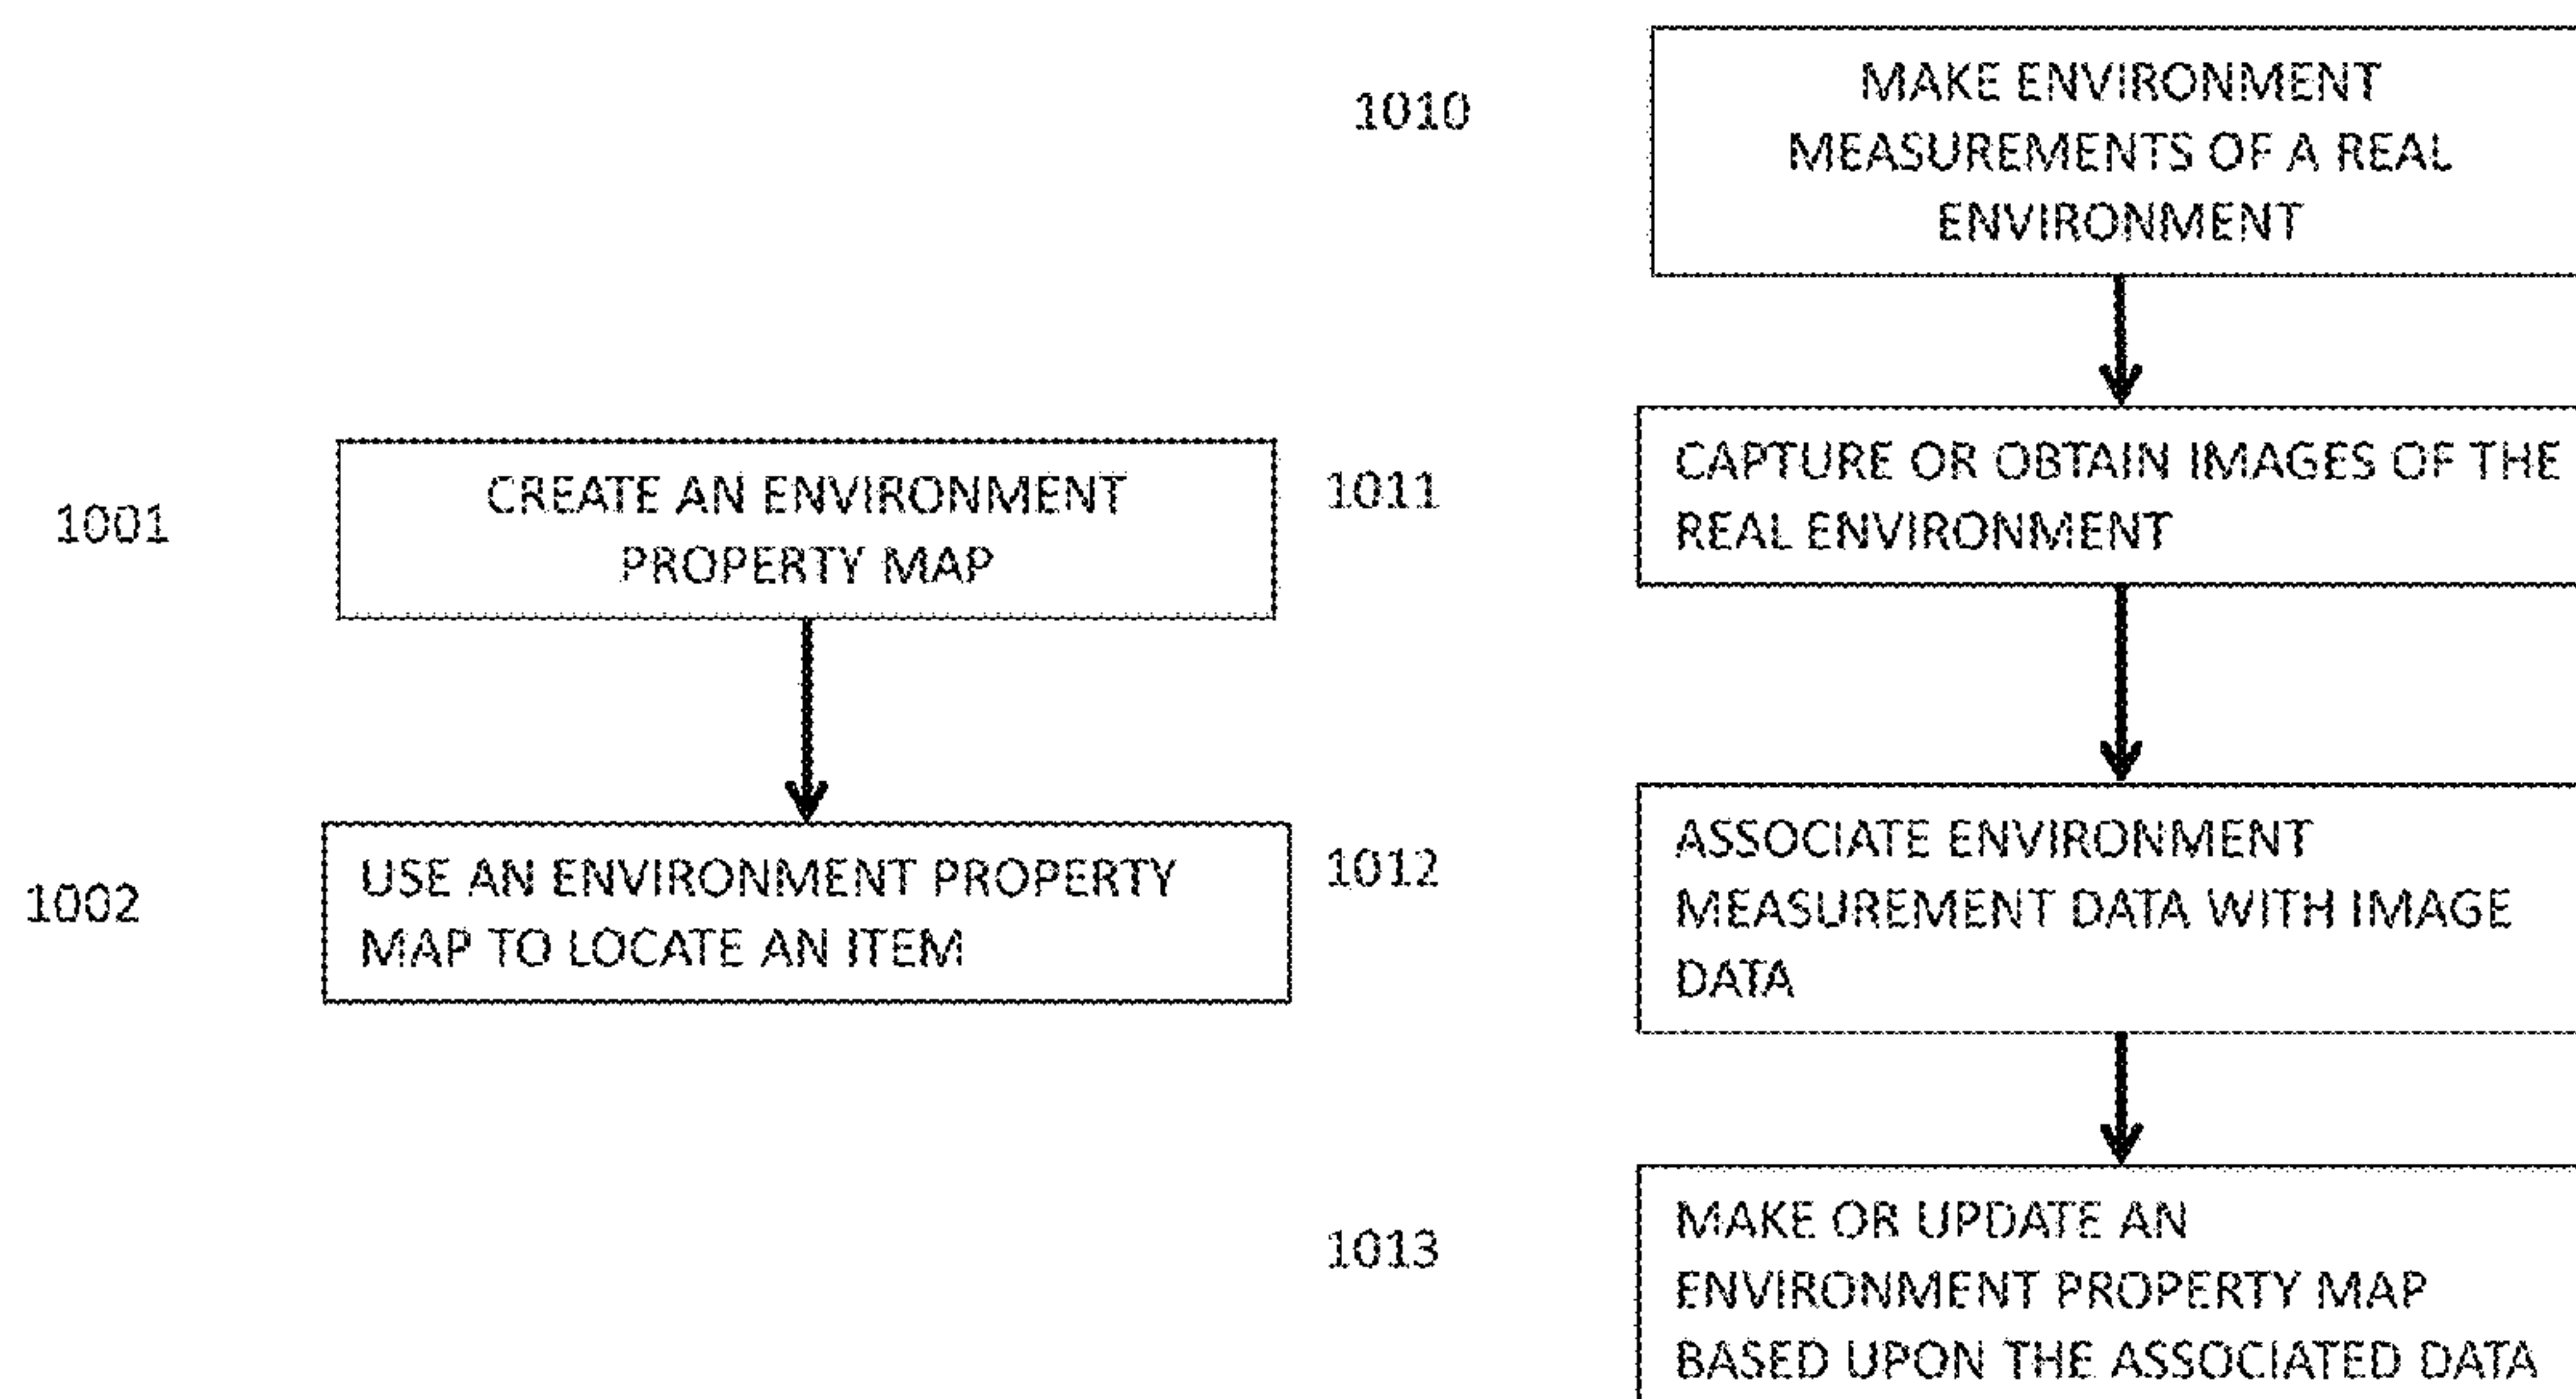 1001
CREATE AN ENVIRONMENT
PROPERTY MAP
1002
USE AN ENVIRONMENT PROPERTY
MAP TO LOCATE AN ITEM
1010
MAKE ENVIRONMENT
MEASUREMENTS OF A REAL
ENVIRONMENT
1011
CAPTURE OR OBTAIN IMAGES OF THE
REAL ENVIRONMENT
1012
ASSOCIATE ENVIRONMENT
MEASUREMENT DATA WITH IMAGE
DATA
1013
MAKE OR UPDATE AN
ENVIRONMENT PROPERTY MAP
BASED UPON THE ASSOCIATED DATA